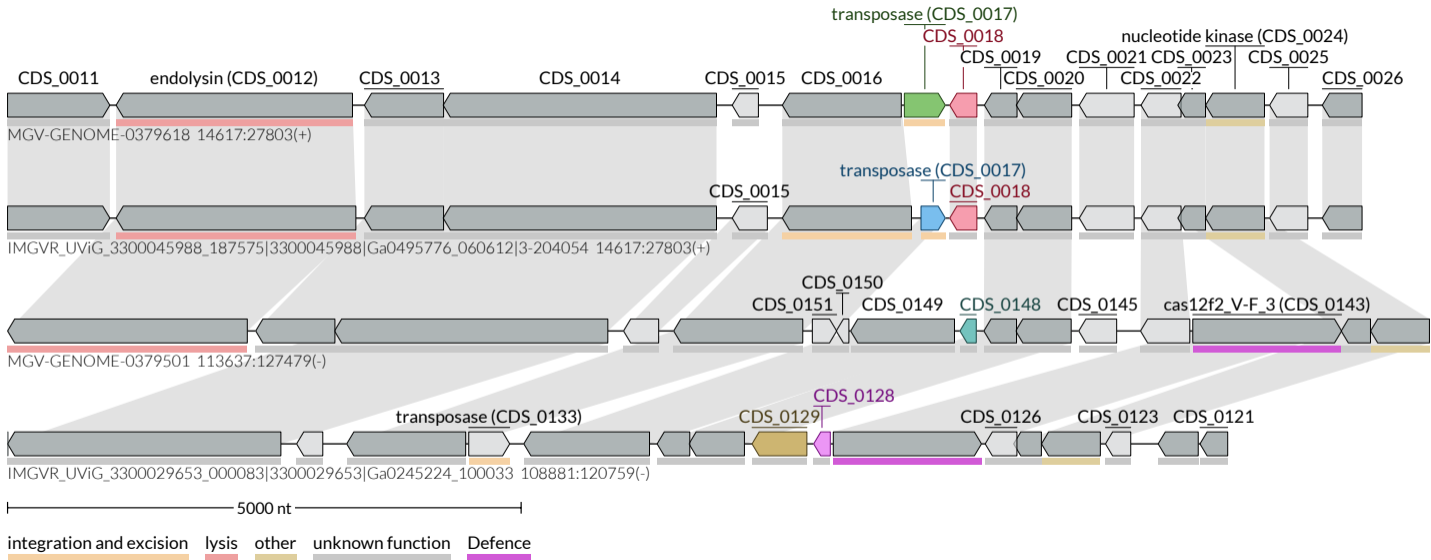 transposase (CDS_0017)
CDS_0018
nucleotide kinase (CDS_0024)
CDS_0019
CDS_0021
CDS_0023
CDS_0025
CDS_0011
endolysin (CDS_0012)
CDS_0013
CDS_0014
CDS_0015
CDS_0016
CDS_0020
CDS_0022
CDS_0026
MGV-GENOME-0379618 14617:27803(+)
transposase (CDS_0017)
CDS_0015
CDS_0018
IMGVR_UViG_3300045988_187575|3300045988|Ga0495776_060612|3-204054 14617:27803(+)
CDS_0150
CDS_0151
CDS_0149
CDS_0148
CDS_0145
cas12f2_V-F_3 (CDS_0143)
MGV-GENOME-0379501 113637:127479(-)
CDS_0128
transposase (CDS_0133)
CDS_0129
CDS_0126
CDS_0123
CDS_0121
IMGVR_UViG_3300029653_000083|3300029653|Ga0245224_100033 108881:120759(-)
5000 nt
integration and excision
lysis
other
unknown function
Defence